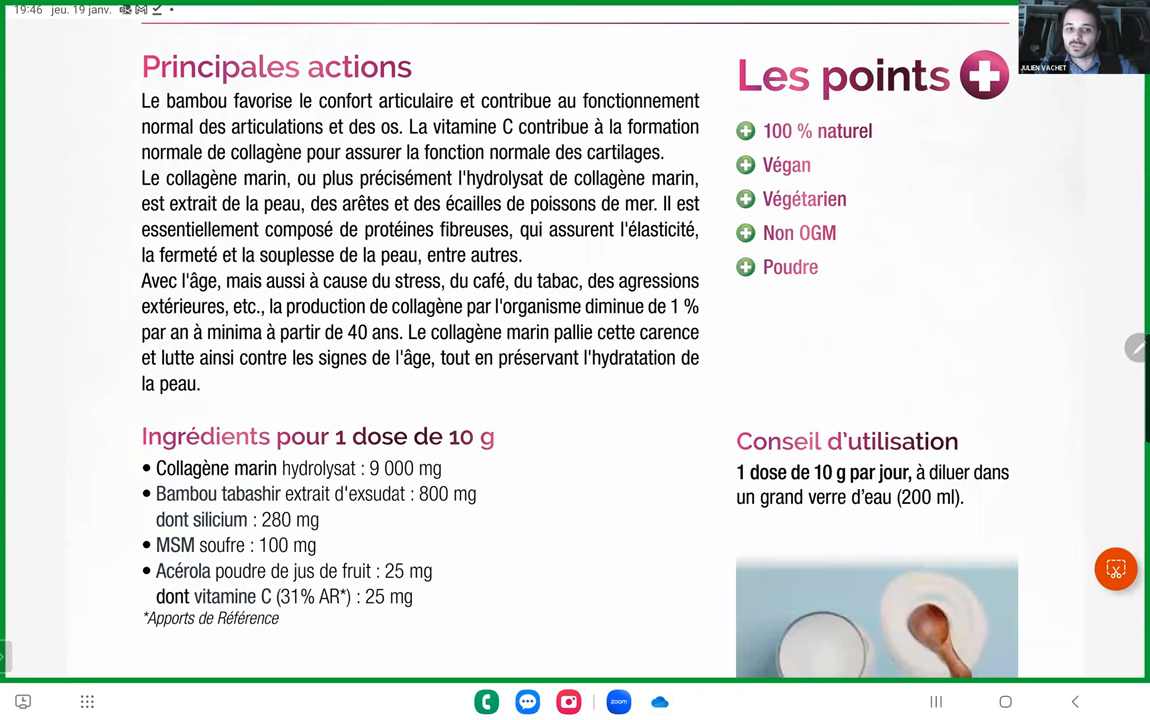 19:46 jeu. 19 janv.
JULIEN VACHET
Principales actions
Le bambou favorise le confort articulaire et contribue au fonctionnement
normal des articulations et des os. La vitamine C contribue à la formation
normale de collagène pour assurer la fonction normale des cartilages.
Le collagène marin, ou plus précisément l'hydrolysat de collagène marin,
est extrait de la peau, des arêtes et des écailles de poissons de mer. Il est
essentiellement composé de protéines fibreuses, qui assurent l'élasticité,
la fermeté et la souplesse de la peau, entre autres.
Avec l'âge, mais aussi à cause du stress, du café, du tabac, des agressions
extérieures, etc., la production de collagène par l'organisme diminue de 1 %
par an à minima à partir de 40 ans. Le collagène marin pallie cette carence
et lutte ainsi contre les signes de l'âge, tout en préservant l'hydratation de
la peau.
Ingrédients pour 1 dose de 10 g
• Collagène marin hydrolysat : 9 000 mg
• Bambou tabashir extrait d'exsudat : 800 mg
dont silicium : 280 mg
• MSM soufre : 100 mg
• Acérola poudre de jus de fruit : 25 mg
dont vitamine C (31% AR*) : 25 mg
*Apports de Référence
Les points +
100 % naturel
Végan
Végétarien
Non OGM
Poudre
Conseil d'utilisation
1 dose de 10 g par jour, à diluer dans
un grand verre d'eau (200 ml).
zoom